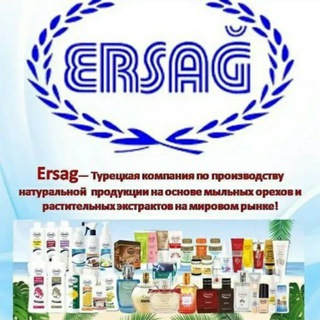 ERSAĞ
Ersag— Турецкая компания по производству
натуральной продукции на основе мыльных орехов и
растительных экстрактов на мировом рынке!